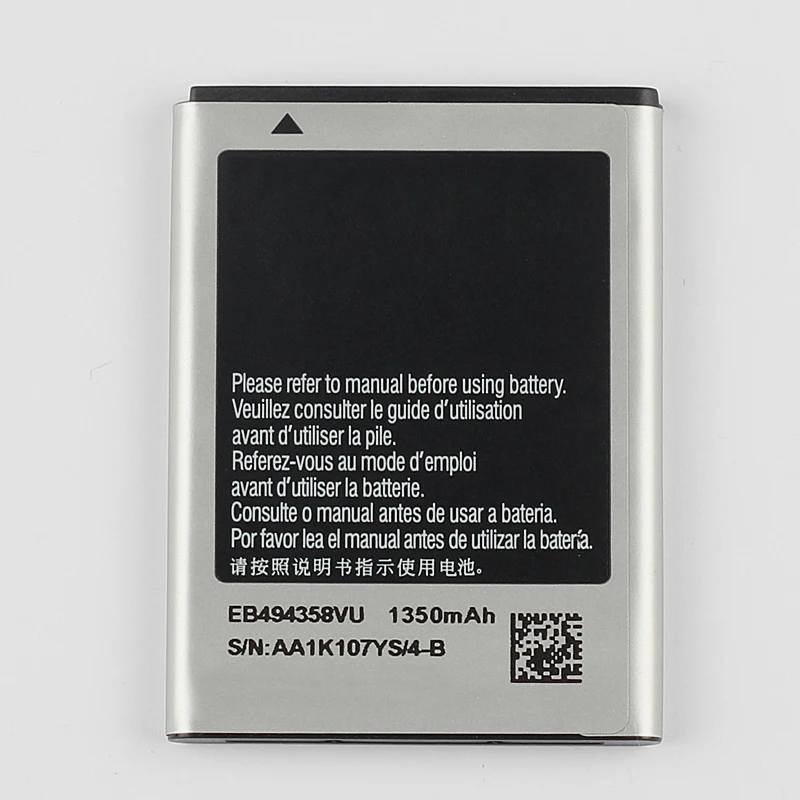 Please refer to manual before using battery.
Veuillez consulter le guide d'utilisation
avant d'utiliser la pile.
Referez-vous au mode d'emploi
avant d'utiliser la batterie.
Consulte o manual antes de usar a bateria.
Por favor lea el manual antes de utilizar la batería.
请按照说明书指示使用电池。
EB494358VU 1350mAh
S/N:AA1K107YS/4-B